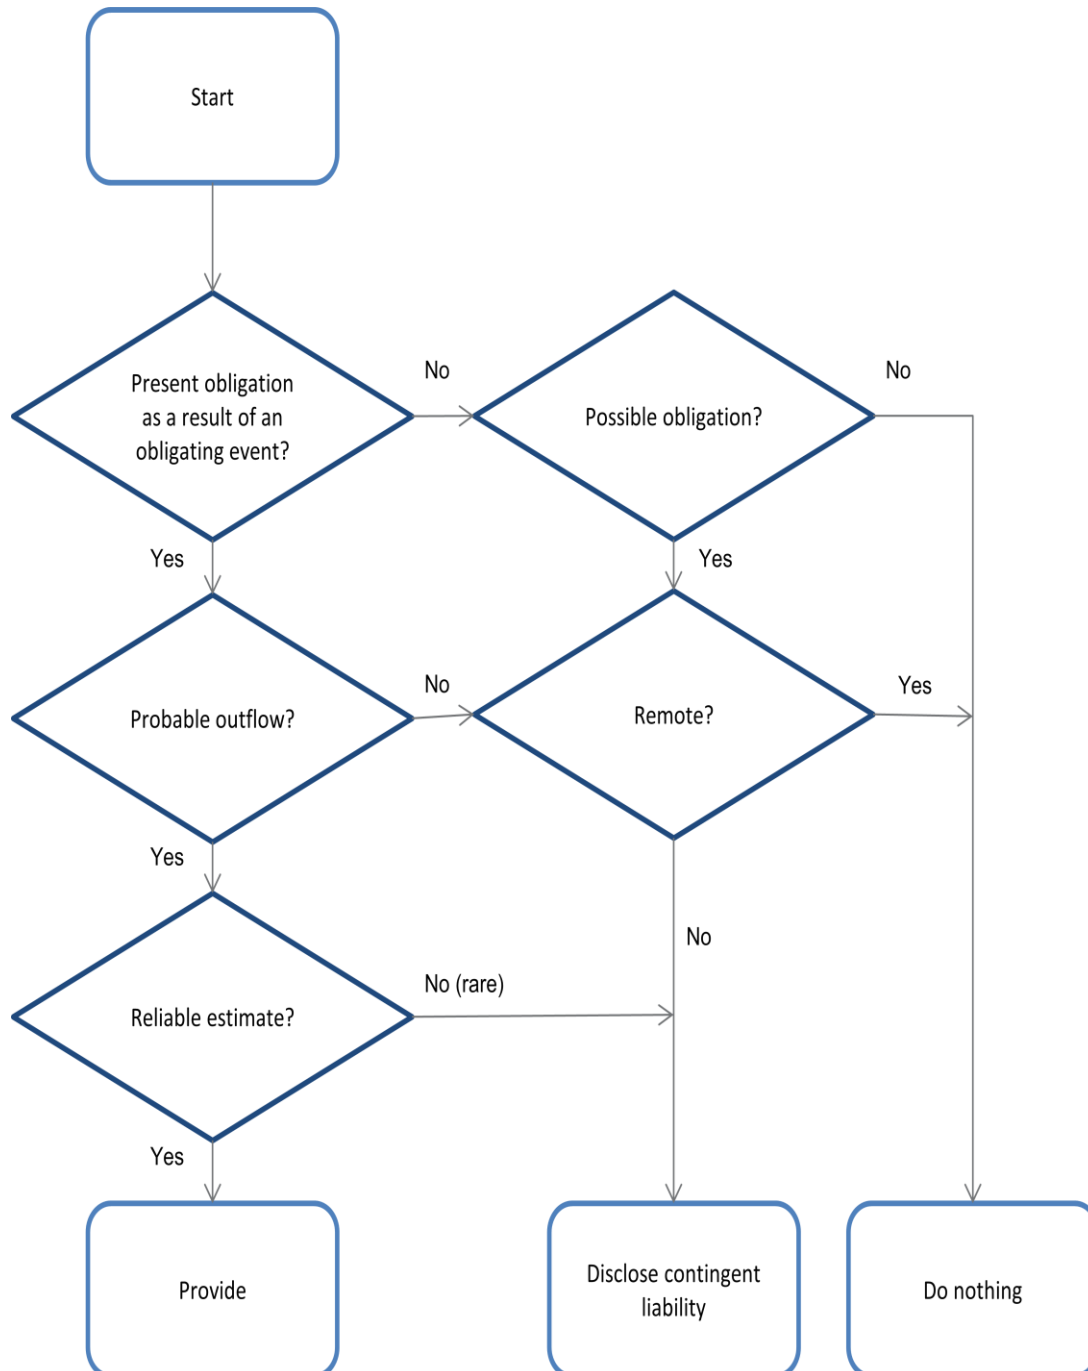 Start
Present obligation
as a result of an
obligating event?
No
Possible obligation?
No
Yes
Yes
Probable outflow?
No
Remote?
Yes
Yes
No
Reliable estimate?
No (rare)
Yes
Provide
Disclose contingent
liability
Do nothing